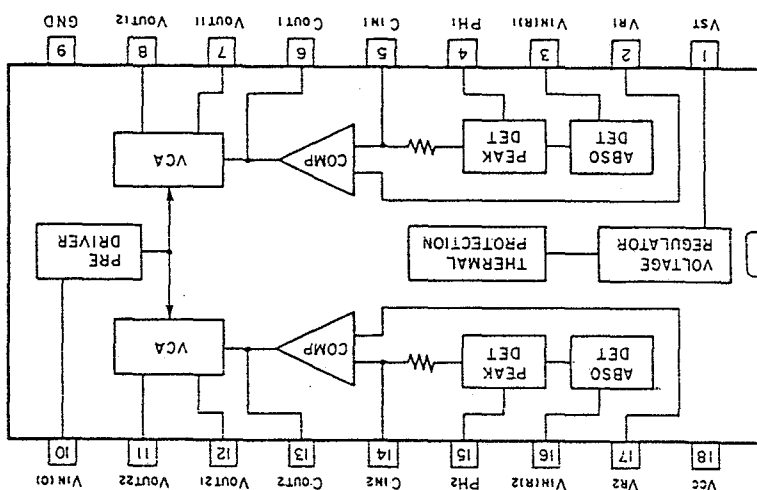 VST VR1 VIN(R)1 PH1 CIN1 COUT1 VOUT11 VOUT12 GND
1 2 3 4 5 6 7 8 9
ABSO
DET
PEAK
DET
COMP
VCA
VOLTAGE
REGULATOR
THERMAL
PROTECTION
PRE
DRIVER
ABSO
DET
PEAK
DET
COMP
VCA
18 17 16 15 14 13 12 11 10
VCC VR2 VIN(R)2 PH2 CIN2 COUT2 VOUT21 VOUT22 VIN(O)